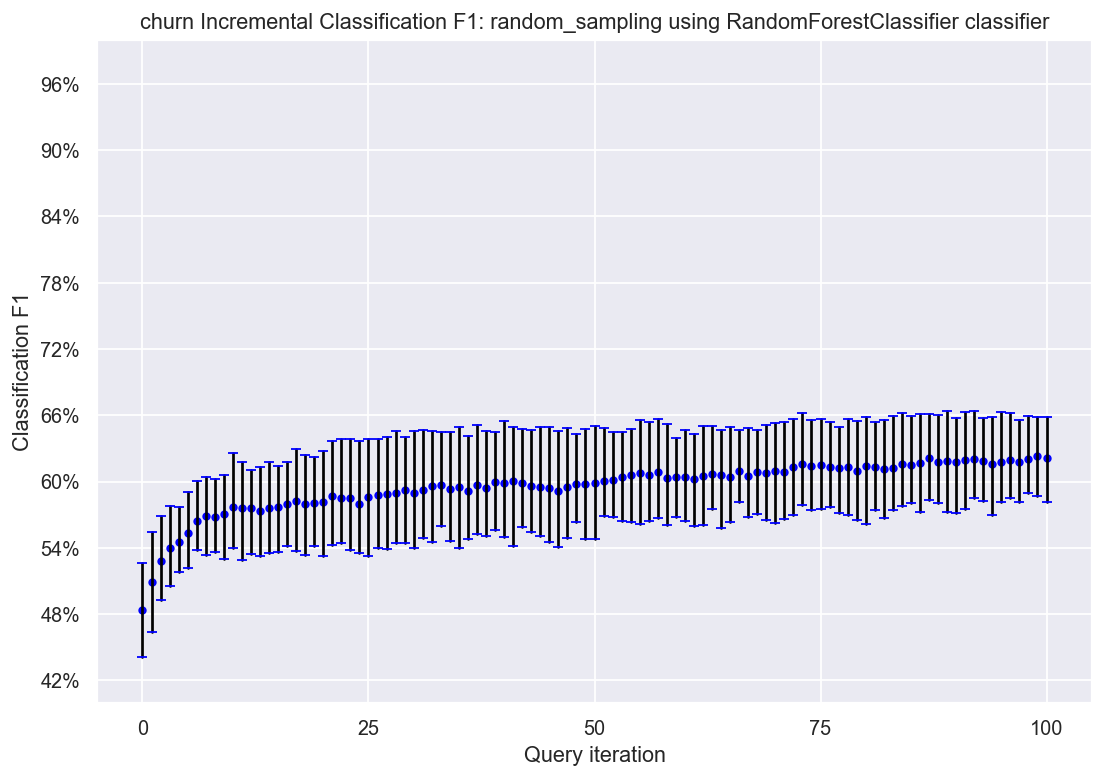 churn Incremental Classification F1: random_sampling using RandomForestClassifier classifier
96%
90%
84%
78%
72%
66%
60%
54%
48%
42%
Classification F1
0 25 50 75 100
Query iteration